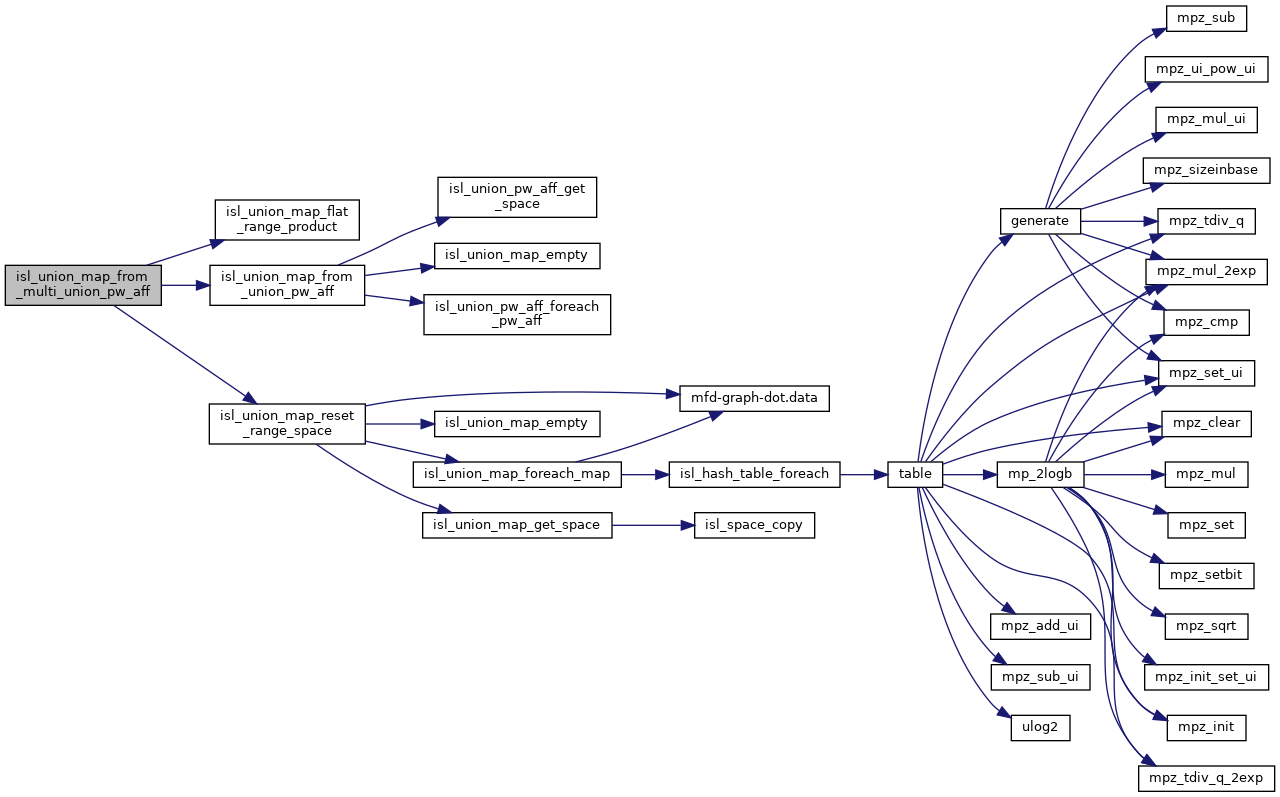 isl_union_map_from
_multi_union_pw_aff
isl_union_map_flat
_range_product
isl_union_map_from
_union_pw_aff
isl_union_map_reset
_range_space
isl_union_pw_aff_get
_space
isl_union_map_empty
isl_union_pw_aff_foreach
_pw_aff
mfd-graph-dot.data
isl_union_map_empty
isl_union_map_foreach_map
isl_union_map_get_space
isl_hash_table_foreach
isl_space_copy
table
generate
mp_2logb
mpz_add_ui
mpz_sub_ui
ulog2
mpz_sub
mpz_ui_pow_ui
mpz_mul_ui
mpz_sizeinbase
mpz_tdiv_q
mpz_mul_2exp
mpz_cmp
mpz_set_ui
mpz_clear
mpz_mul
mpz_set
mpz_setbit
mpz_sqrt
mpz_init_set_ui
mpz_init
mpz_tdiv_q_2exp